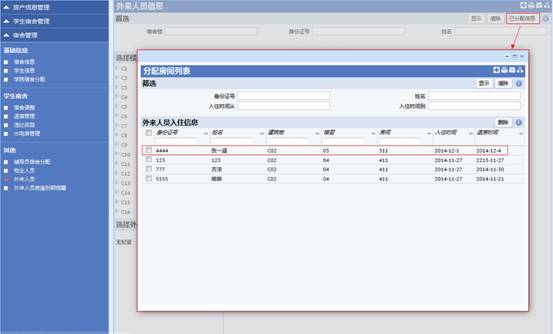 房产信息管理
学生宿舍管理
宿舍管理
基础信息
宿舍信息
学生信息
学院宿舍分配
学生宿舍
宿舍调整
退宿管理
违纪奖励
水电房管理
其他
辅导员宿舍分配
物业人员
外来人员
外来人员房屋到期提醒
外来人员信息
筛选 显示 清除 已分配信息
宿舍楼 身份证号 姓名
选择楼
C1
C2
C3
C4
C5
C6
C7
C8
C9
C10
C11
C12
C13
C14
C15
C16
选择外
无纪录
分配房间列表
筛选 显示 清除
身份证号 姓名
入住时间从 入住时间到
外来人员入住信息 删除
身份证号 姓名 建筑物 楼层 房间 入住时间 退房时间
4444 张一涵 C02 03 311 2014-12-1 2014-12-4
123 123 C02 04 411 2014-11-27 2215-11-27
777 方法 C02 04 411 2014-11-27 2014-11-30
5555 C02 04 411 2014-11-27 2014-11-21